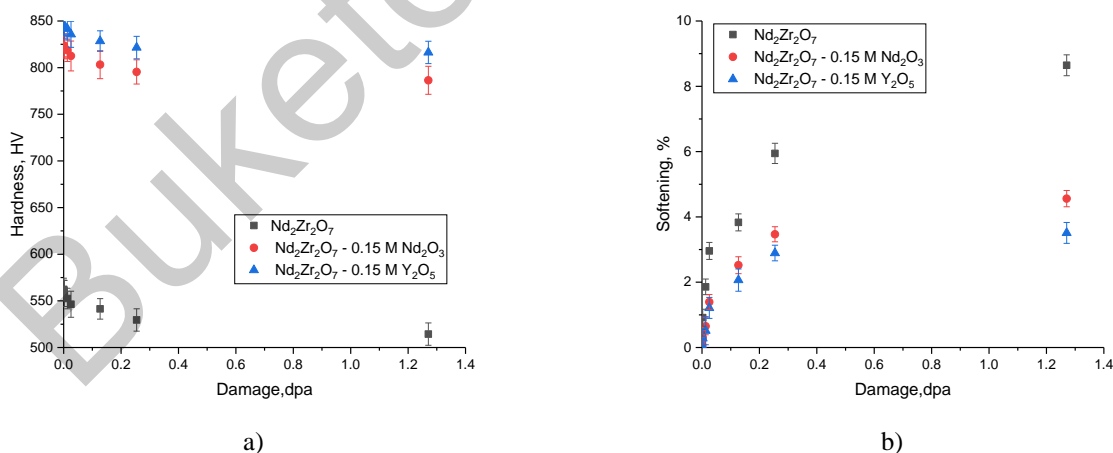 Buketo
850
800
750
700
650
600
550
500
Hardness, HV
Nd₂Zr₂O₇
Nd₂Zr₂O₇ - 0.15 M Nd₂O₃
Nd₂Zr₂O₇ - 0.15 M Y₂O₅
0.0 0.2 0.4 0.6 0.8 1.0 1.2 1.4
Damage,dpa
a)
10
8
6
4
2
0
Softening, %
Nd₂Zr₂O₇
Nd₂Zr₂O₇ - 0.15 M Nd₂O₃
Nd₂Zr₂O₇ - 0.15 M Y₂O₅
0.0 0.2 0.4 0.6 0.8 1.0 1.2 1.4
Damage,dpa
b)